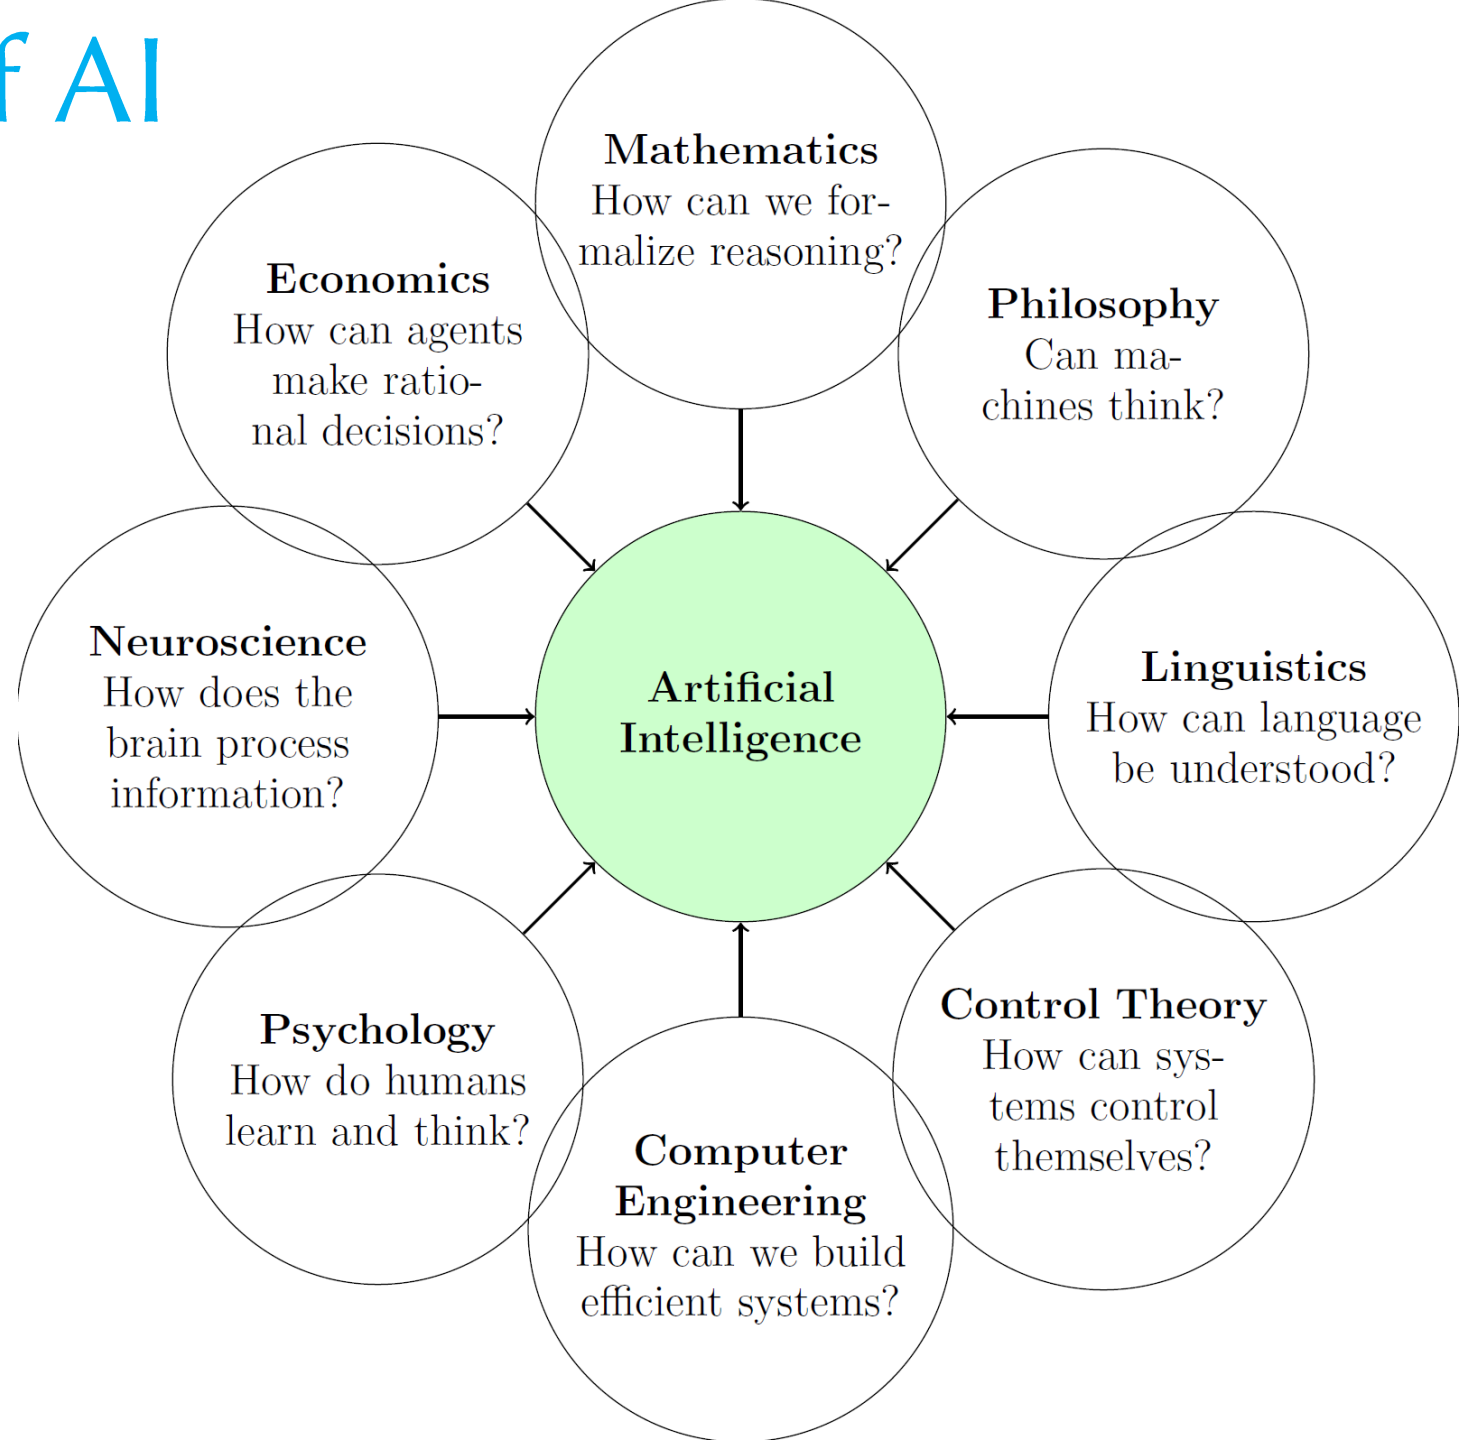 f AI
Mathematics
How can we for-
malize reasoning?
Economics
How can agents
make ratio-
nal decisions?
Philosophy
Can ma-
chines think?
Neuroscience
How does the
brain process
information?
Artificial
Intelligence
Linguistics
How can language
be understood?
Psychology
How do humans
learn and think?
Control Theory
How can sys-
tems control
themselves?
Computer
Engineering
How can we build
efficient systems?